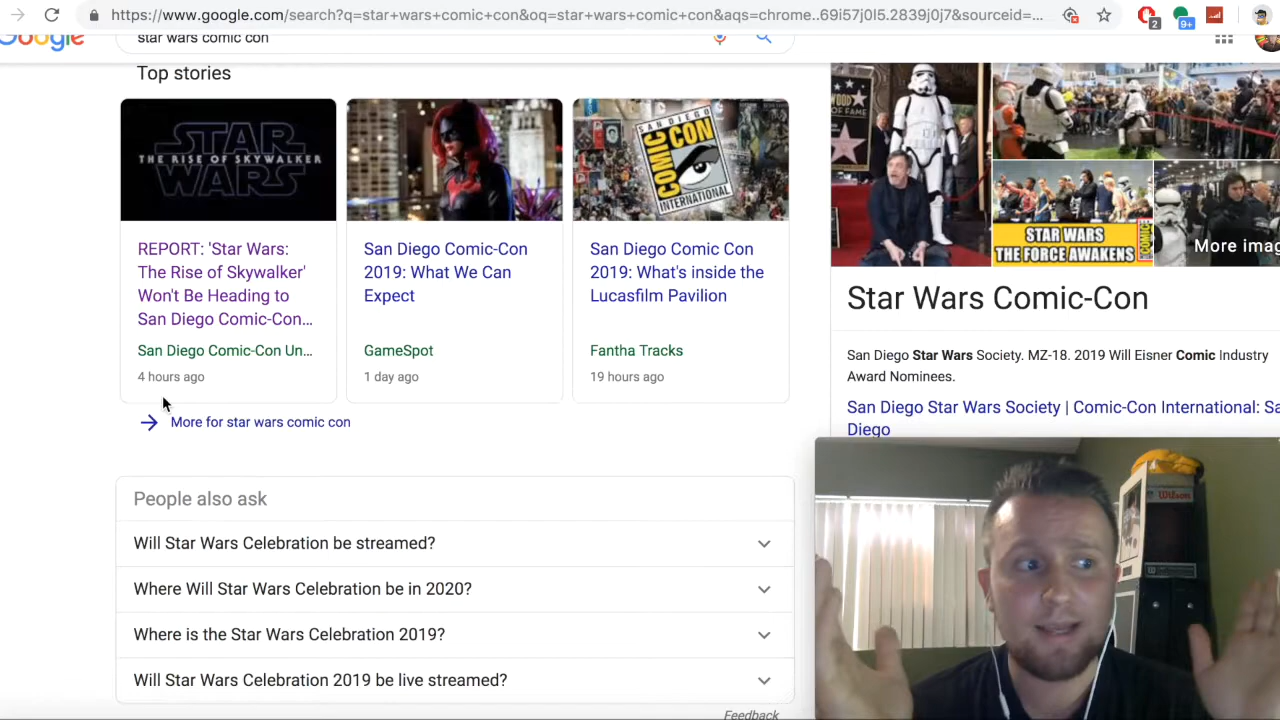 https://www.google.com/search?q=star+wars+comic+con&oq=star+wars+comic+con&aqs=chrome..69i57j0l5.2839j0j7&sourceid=...
2
9+
Google
star wars comic con
Top stories
STAR
THE RISE OF SKYWALKER
WARS
SAN DIEGO
COMIC
CON
INTERNATIONAL
REPORT: 'Star Wars:
The Rise of Skywalker'
Won't Be Heading to
San Diego Comic-Con...
San Diego Comic-Con Un...
4 hours ago
San Diego Comic-Con
2019: What We Can
Expect
GameSpot
1 day ago
San Diego Comic Con
2019: What's inside the
Lucasfilm Pavilion
Fantha Tracks
19 hours ago
More for star wars comic con
STAR WARS
THE FORCE AWAKENS
More imag
Star Wars Comic-Con
San Diego Star Wars Society. MZ-18. 2019 Will Eisner Comic Industry
Award Nominees.
San Diego Star Wars Society | Comic-Con International: Sa
Diego
People also ask
Will Star Wars Celebration be streamed?
Where Will Star Wars Celebration be in 2020?
Where is the Star Wars Celebration 2019?
Will Star Wars Celebration 2019 be live streamed?
Feedback
Wilson